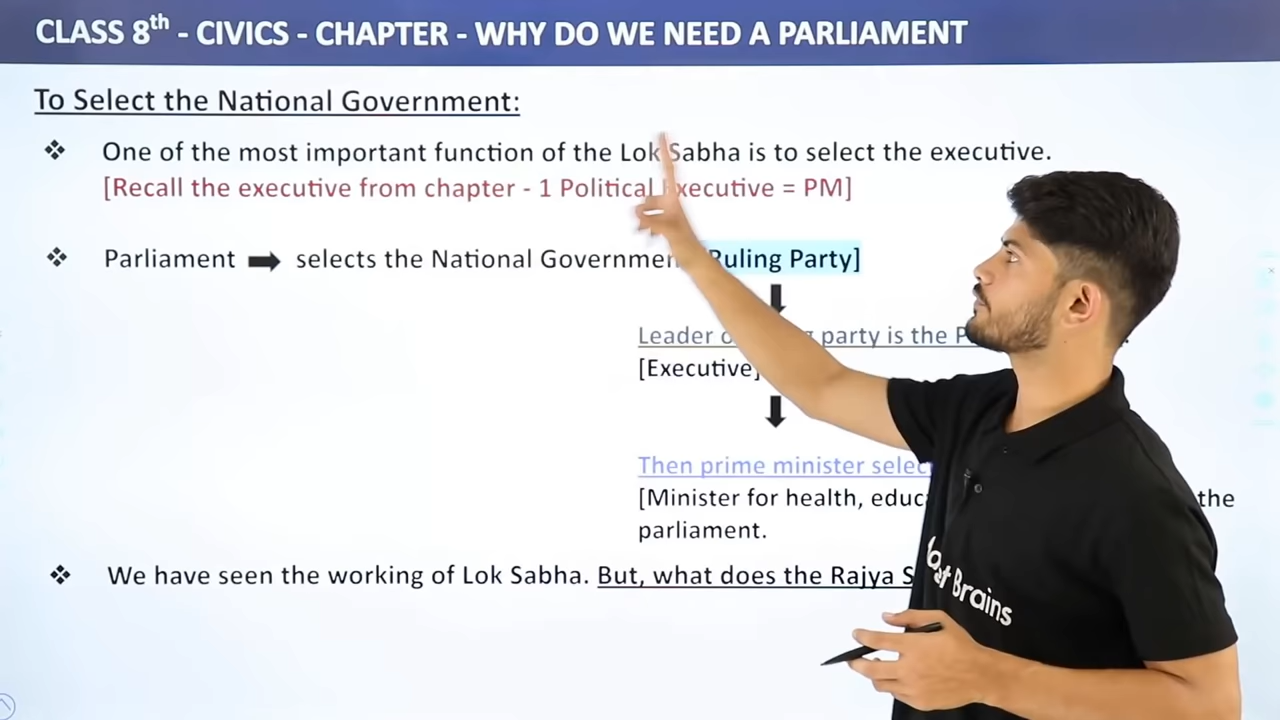 CLASS 8th - CIVICS - CHAPTER - WHY DO WE NEED A PARLIAMENT
To Select the National Government:
❖ One of the most important function of the Lok Sabha is to select the executive.
[Recall the executive from chapter - 1 Political Executive = PM]
❖ Parliament ➡ selects the National Governmen Ruling Party]
Leader party is the P
[Executive]
Then prime minister selec
[Minister for health, educ the
parliament.
❖ We have seen the working of Lok Sabha. But, what does the Rajya S
Brains